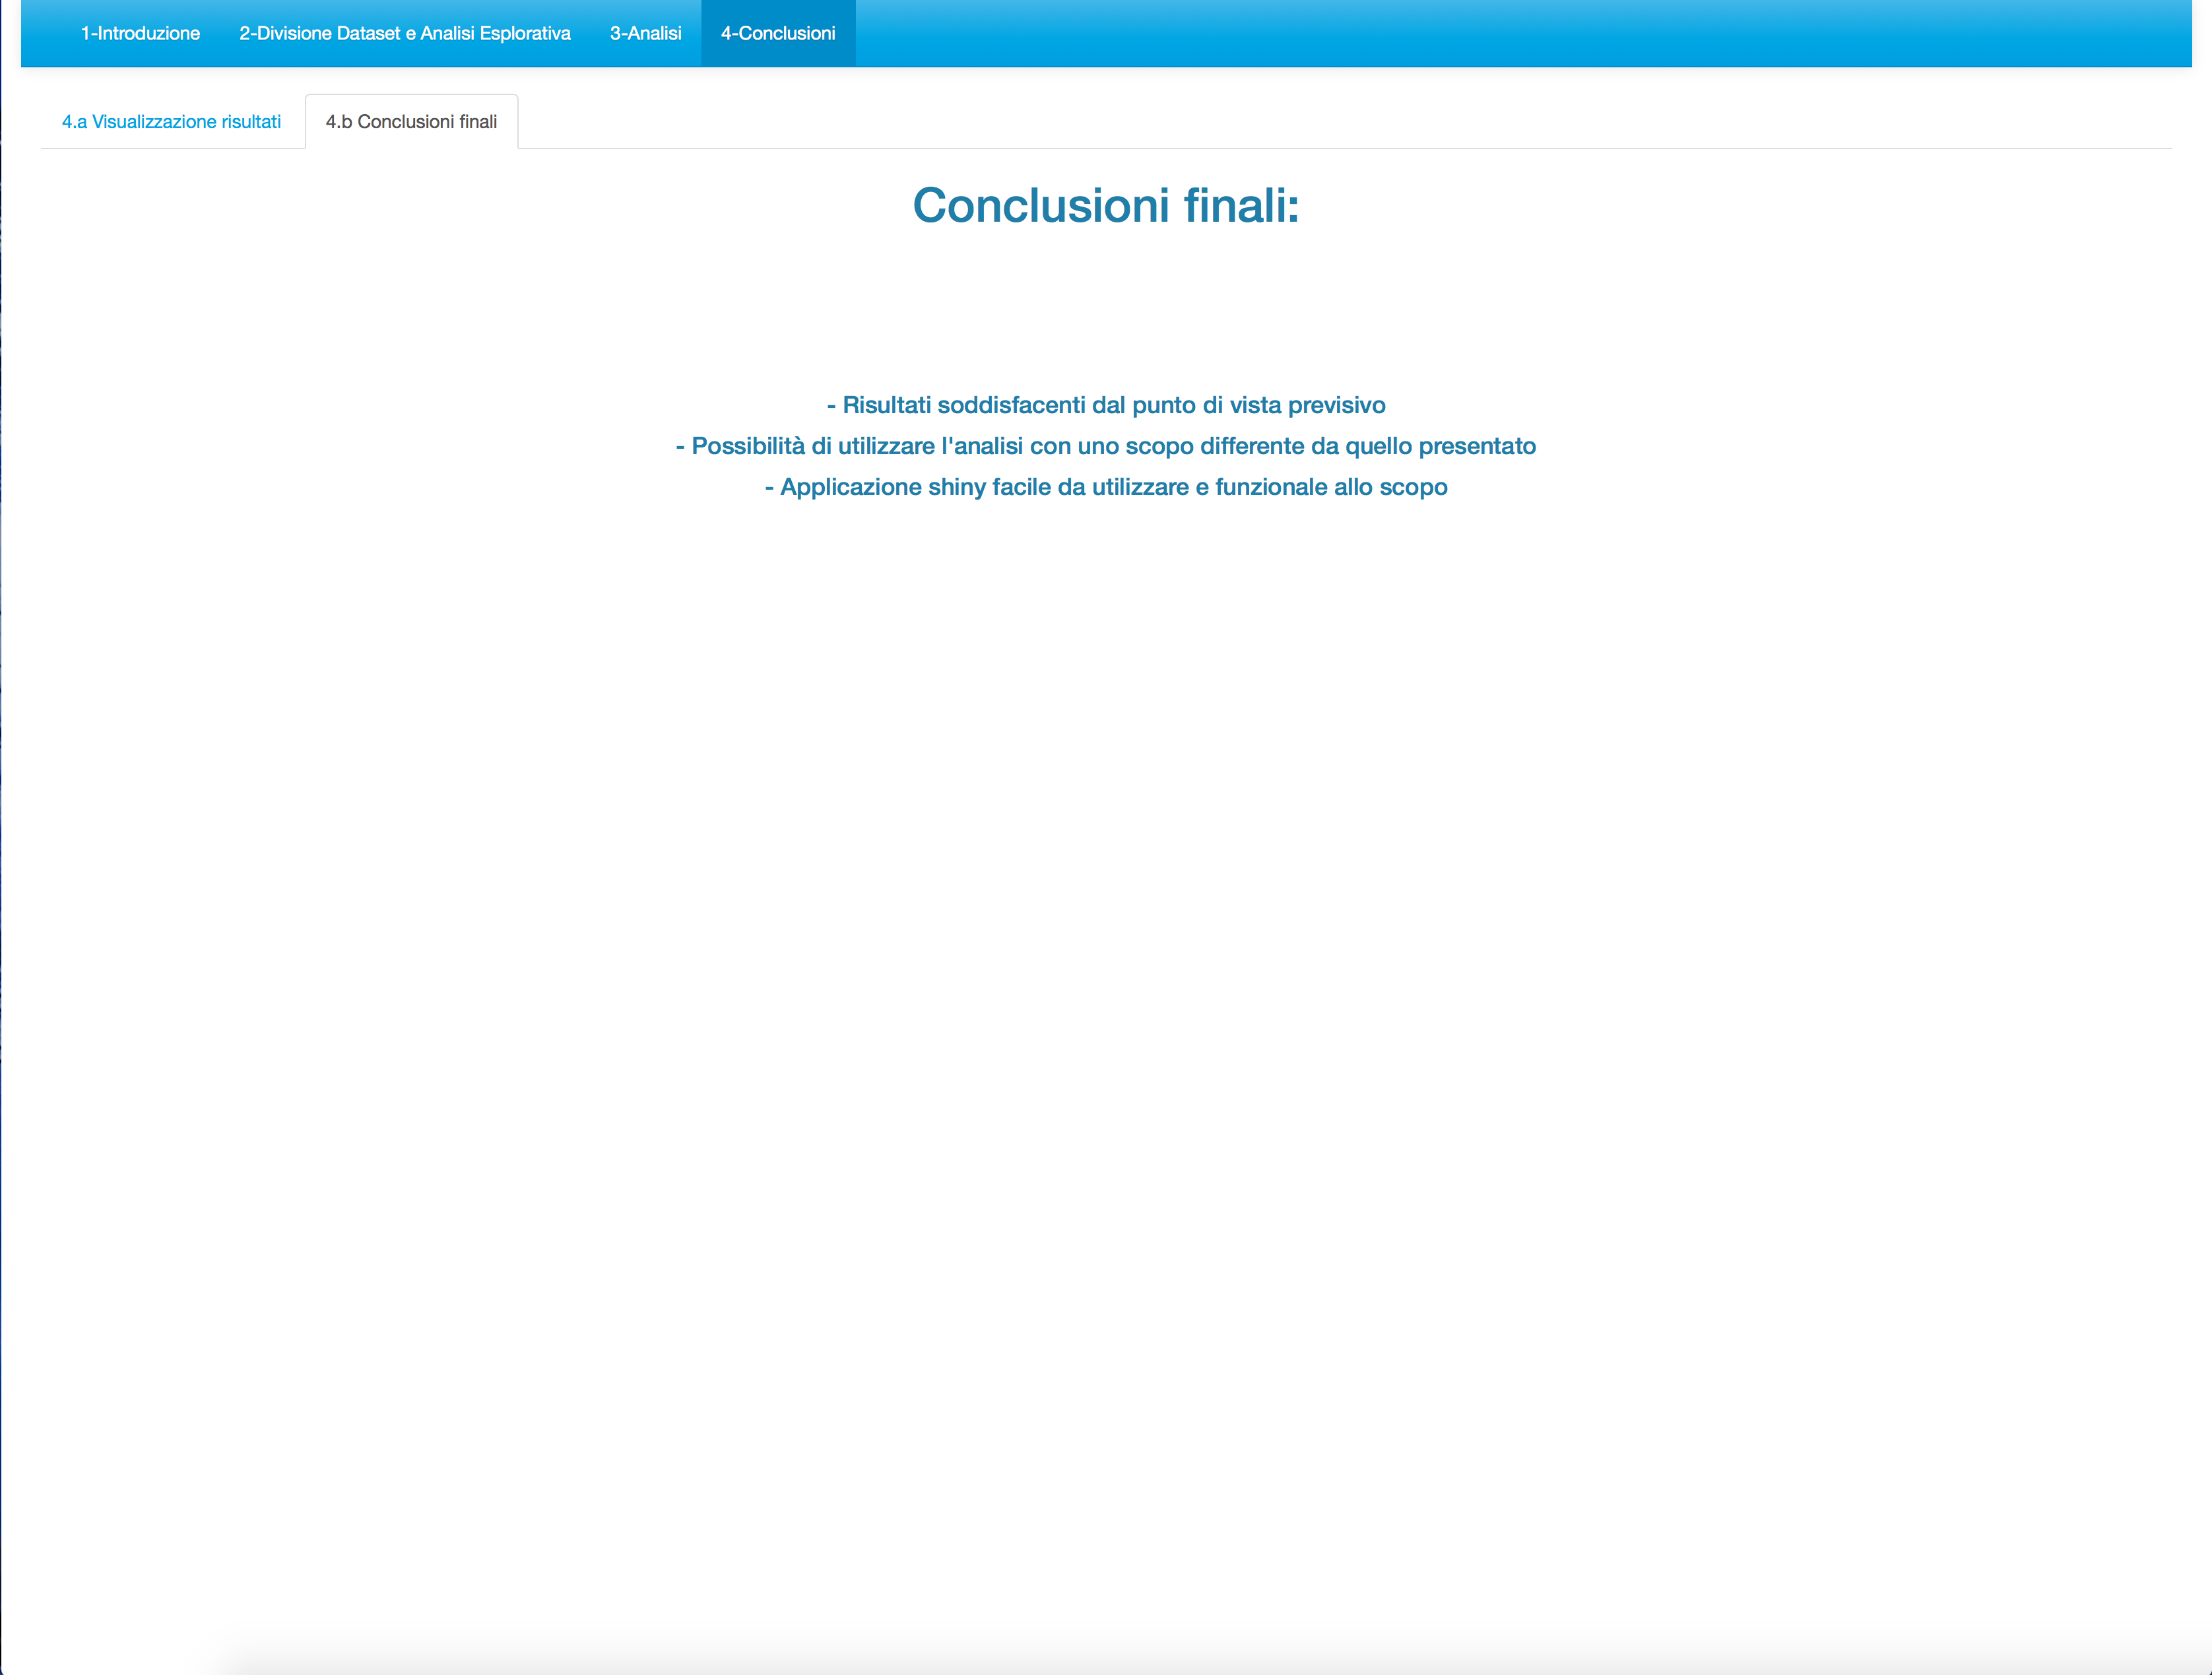 1-Introduzione 2-Divisione Dataset e Analisi Esplorativa 3-Analisi 4-Conclusioni
4.a Visualizzazione risultati 4.b Conclusioni finali
Conclusioni finali:
- Risultati soddisfacenti dal punto di vista previsivo
- Possibilità di utilizzare l'analisi con uno scopo differente da quello presentato
- Applicazione shiny facile da utilizzare e funzionale allo scopo